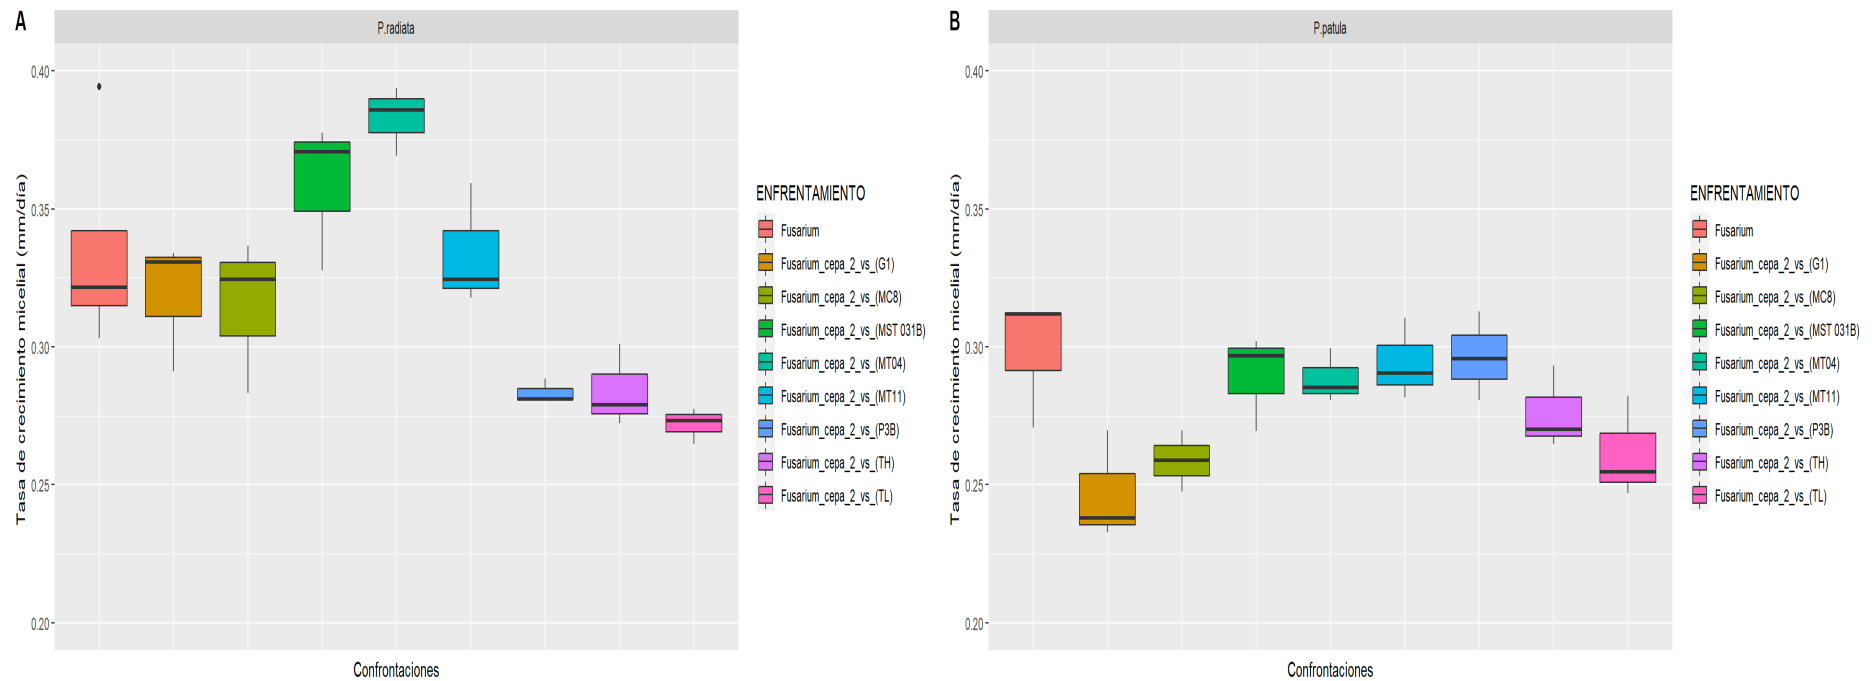 A
P.radiata
Tasa de crecimiento micelial (mm/día)
0.40
0.35
0.30
0.25
0.20
Confrontaciones
ENFRENTAMIENTO
Fusarium
Fusarium_cepa_2_vs_(G1)
Fusarium_cepa_2_vs_(MC8)
Fusarium_cepa_2_vs_(MST 031B)
Fusarium_cepa_2_vs_(MT04)
Fusarium_cepa_2_vs_(MT11)
Fusarium_cepa_2_vs_(P3B)
Fusarium_cepa_2_vs_(TH)
Fusarium_cepa_2_vs_(TL)
B
P.patula
Tasa de crecimiento micelial (mm/día)
0.40
0.35
0.30
0.25
0.20
Confrontaciones
ENFRENTAMIENTO
Fusarium
Fusarium_cepa_2_vs_(G1)
Fusarium_cepa_2_vs_(MC8)
Fusarium_cepa_2_vs_(MST 031B)
Fusarium_cepa_2_vs_(MT04)
Fusarium_cepa_2_vs_(MT11)
Fusarium_cepa_2_vs_(P3B)
Fusarium_cepa_2_vs_(TH)
Fusarium_cepa_2_vs_(TL)